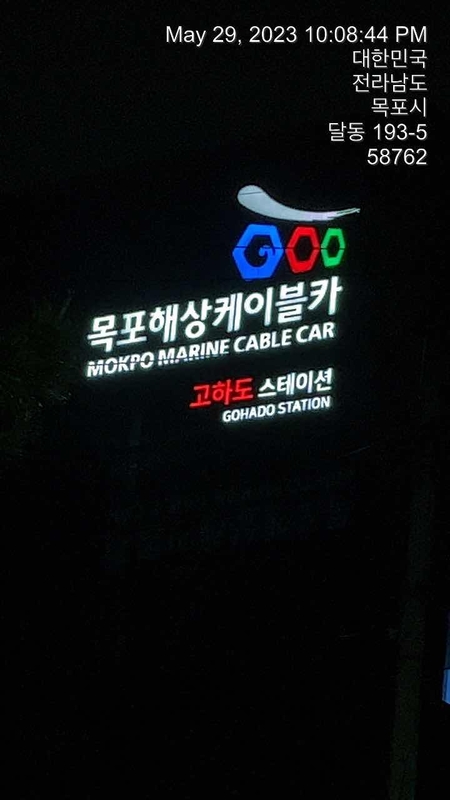 May 29, 2023 10:08:44 PM
대한민국
전라남도
목포시
달동 193-5
58762
목포해상케이블카
MOKPO MARINE CABLE CAR
고하도 스테이션
GOHADO STATION